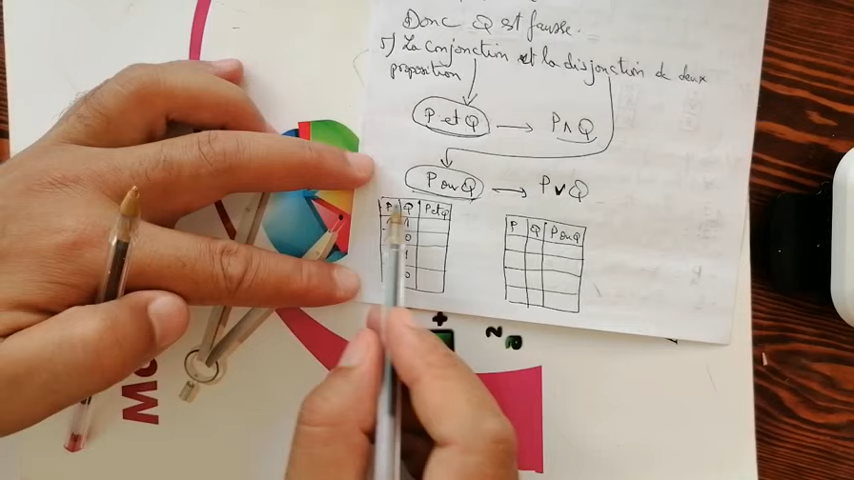 Donc Q est fausse.
5) La conjonction et la disjonction de deux
proposition
P et Q → P∧Q
P ou Q → P∨Q
P Q P et Q
1 1
0
1
0
P Q P ou Q